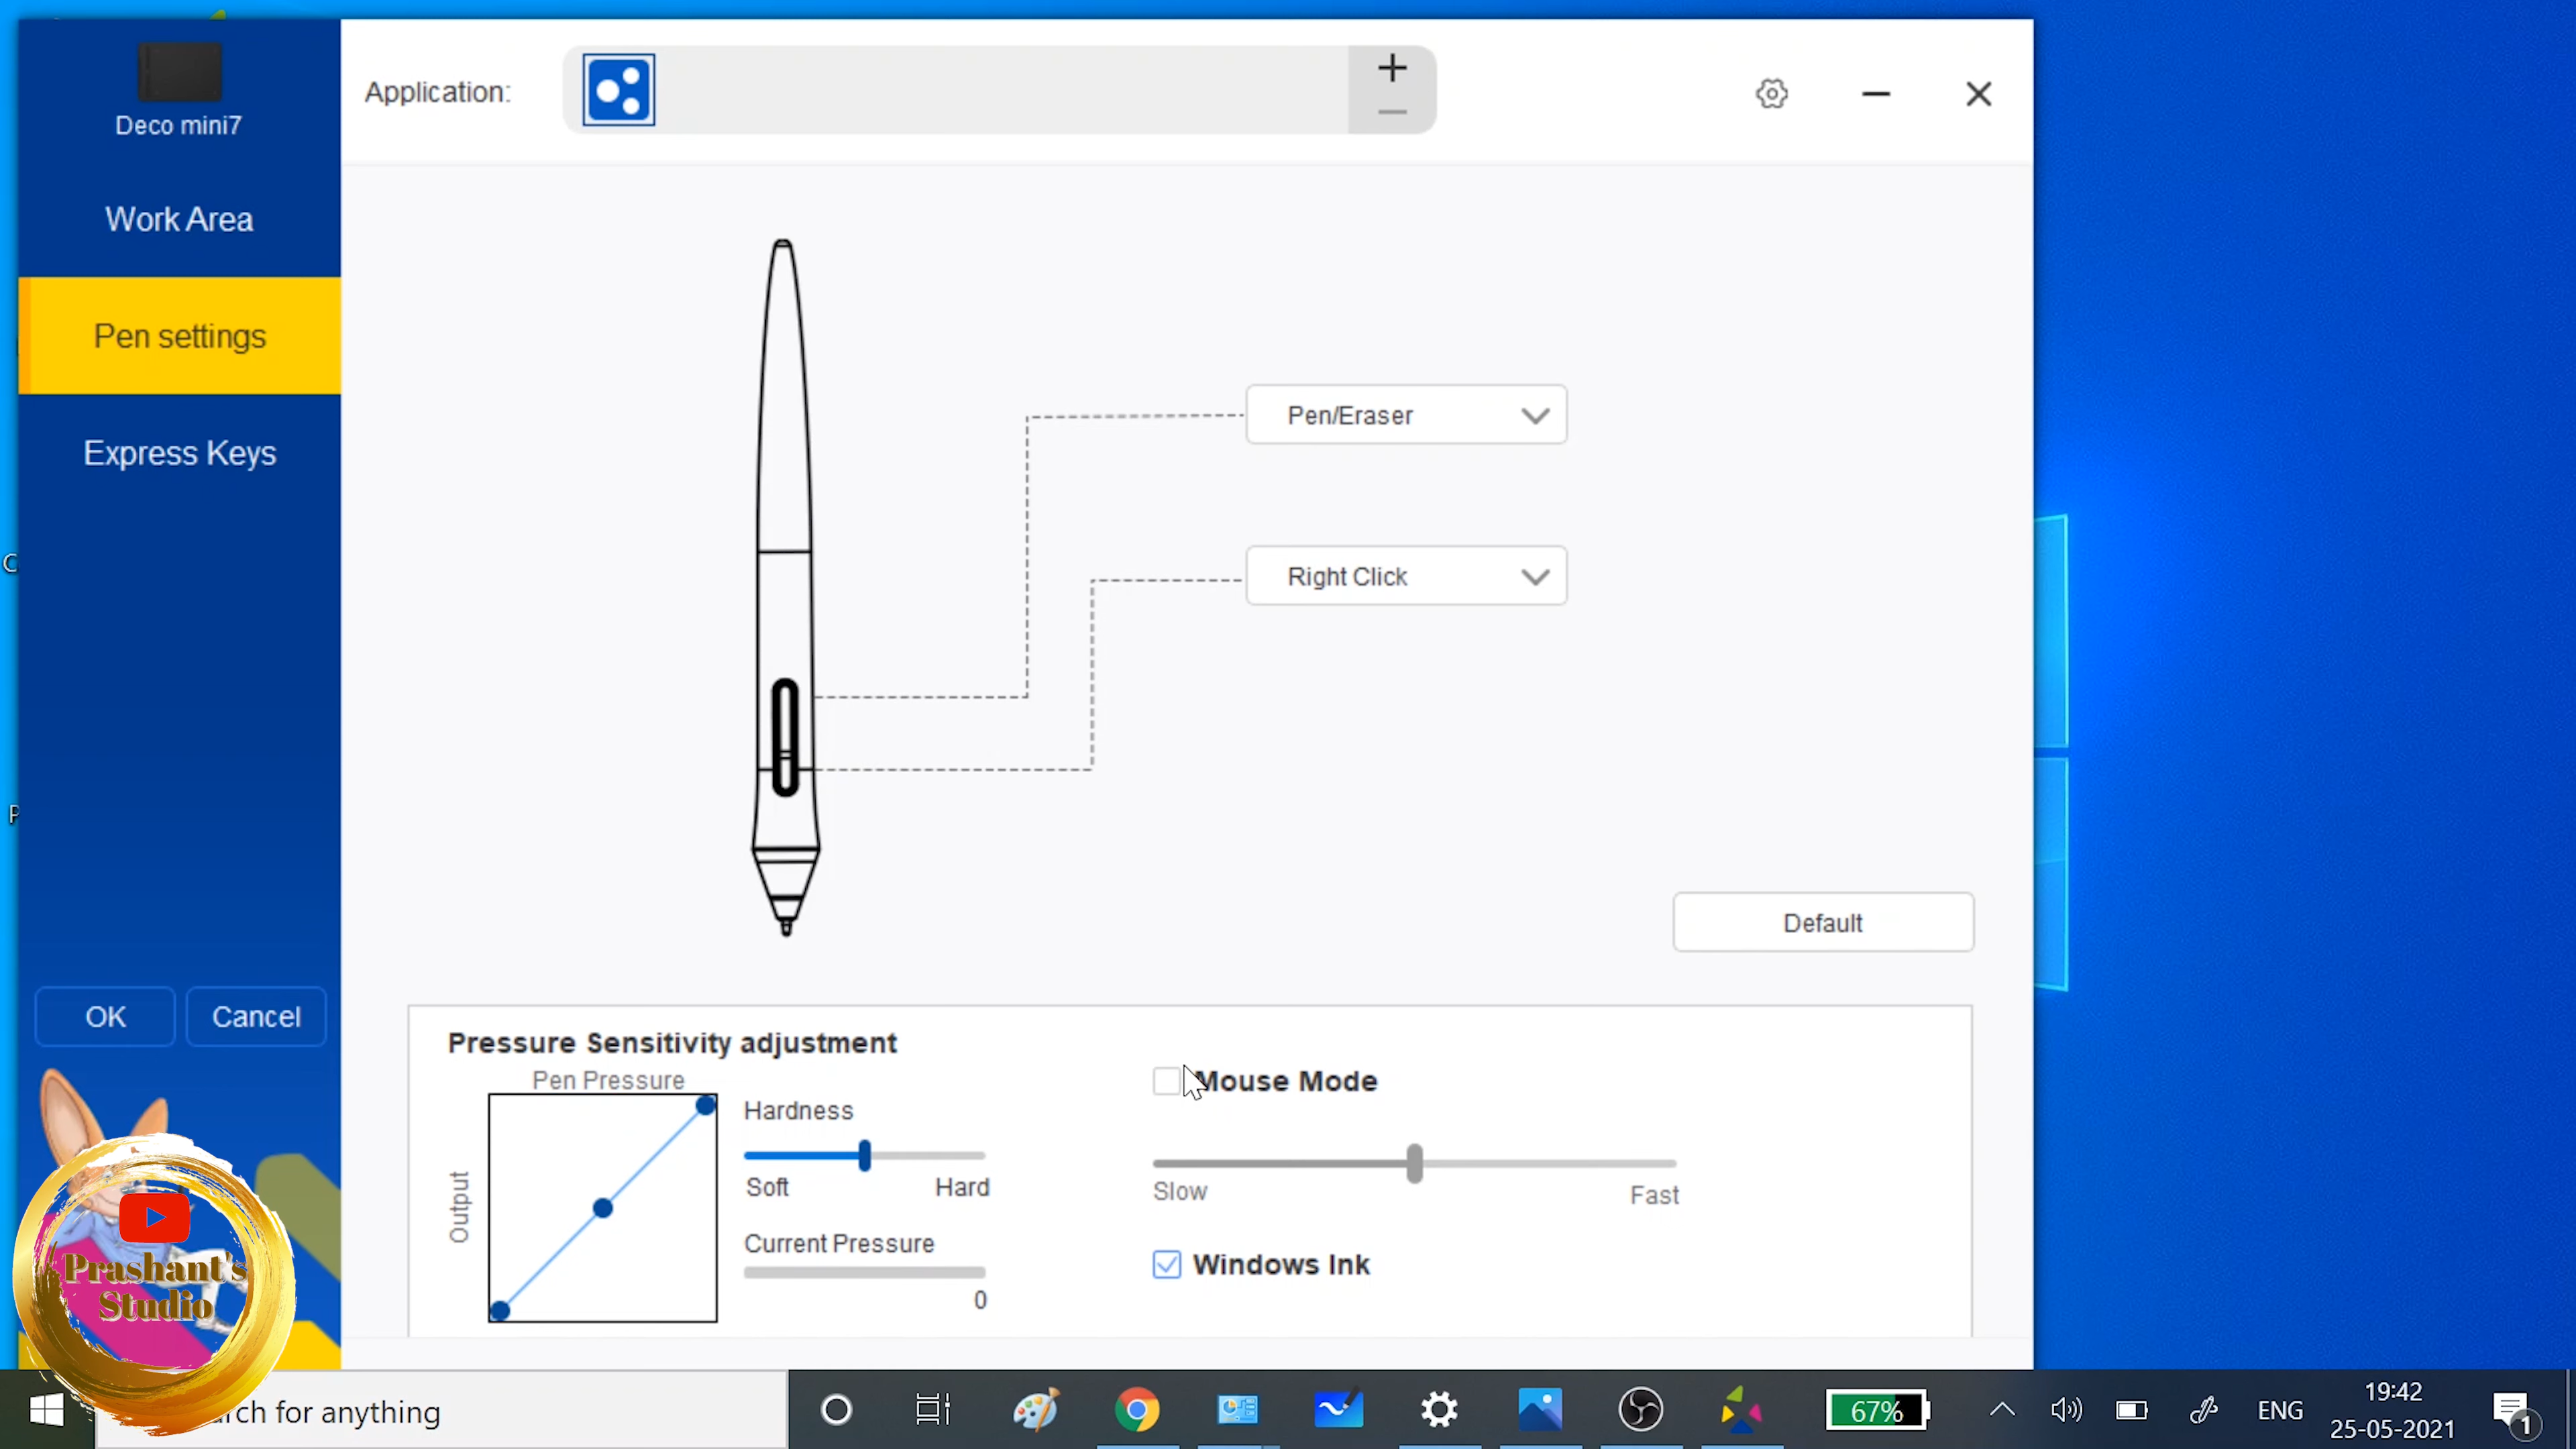 Deco mini7
Application:
Work Area
Pen settings
Express Keys
Pen/Eraser
Right Click
Default
OK
Cancel
Pressure Sensitivity adjustment
Pen Pressure
Output
Hardness
Soft
Hard
Current Pressure
0
Mouse Mode
Slow
Fast
Windows Ink
Prashant's
Studio
arch for anything
67%
ENG
19:42
25-05-2021
1
C
P